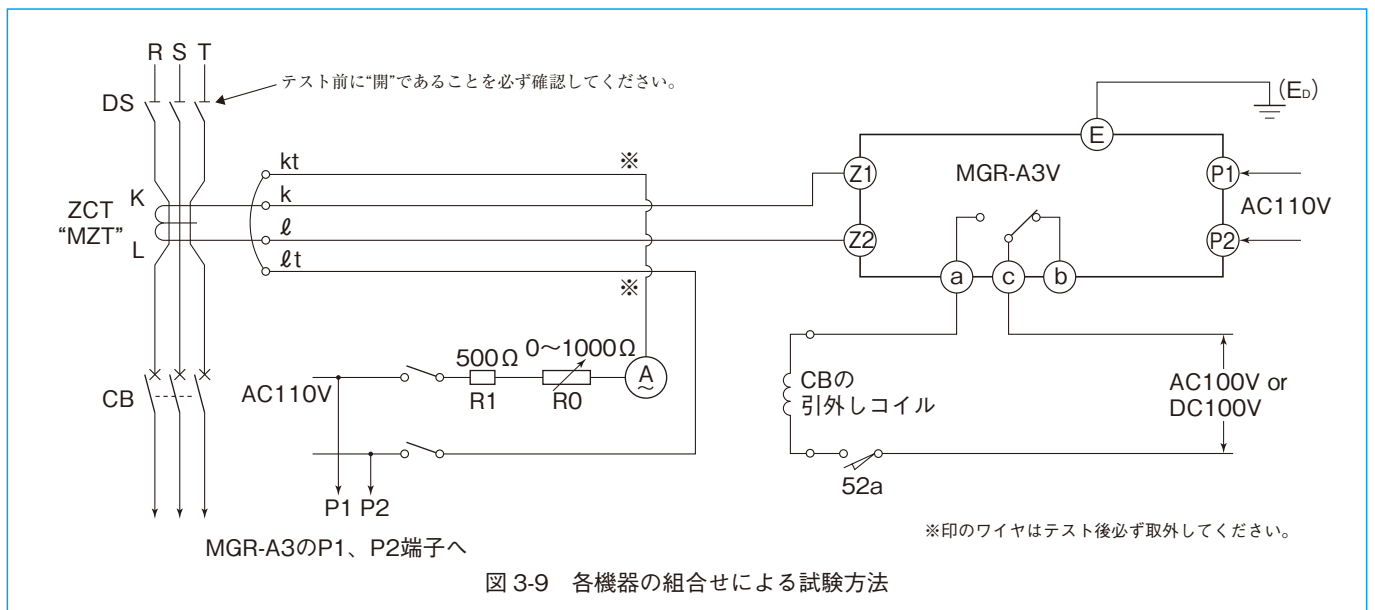 R S T
テスト前に“開”であることを必ず確認してください。
DS
(ED)
E
kt
※
Z1
MGR-A3V
P1
K
k
ZCT
“MZT”
AC110V
L
ℓ
Z2
P2
ℓt
a
c
b
※
500Ω
0〜1000Ω
A
CB
AC110V
R1
R0
CBの
引外しコイル
AC100V or
DC100V
52a
P1 P2
※印のワイヤはテスト後必ず取外してください。
MGR-A3のP1、P2端子へ
図 3-9 各機器の組合せによる試験方法